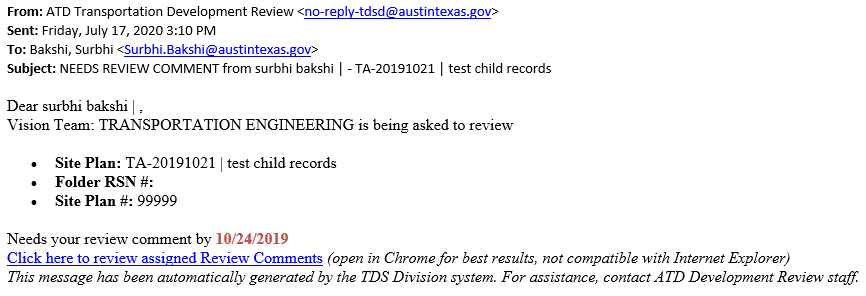 From: ATD Transportation Development Review <no-reply-tdsd@austintexas.gov>
Sent: Friday, July 17, 2020 3:10 PM
To: Bakshi, Surbhi <Surbhi.Bakshi@austintexas.gov>
Subject: NEEDS REVIEW COMMENT from surbhi bakshi | - TA-20191021 | test child records
Dear surbhi bakshi | ,
Vision Team: TRANSPORTATION ENGINEERING is being asked to review
• Site Plan: TA-20191021 | test child records
• Folder RSN #:
• Site Plan #: 99999
Needs your review comment by 10/24/2019
Click here to review assigned Review Comments (open in Chrome for best results, not compatible with Internet Explorer)
This message has been automatically generated by the TDS Division system. For assistance, contact ATD Development Review staff.